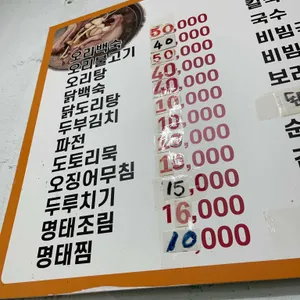 오리백숙 50,000
오리불고기 40,000
오리탕 50,000
닭백숙 40,000
닭도리탕 40,000
두부김치 10,000
파전 10,000
도토리묵
오징어무침 10,000
두루치기 15,000
명태조림 16,000
명태찜 10,000
국수
비빔
비빔